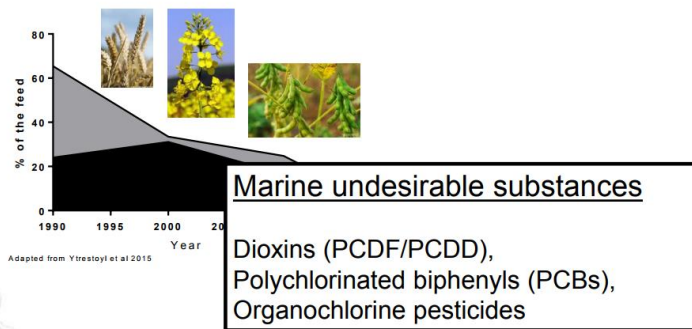 80
60
40
20
0
% of the feed
1990 1995 2000 20
Year
Adapted from Ytrestoyl et al 2015
Marine undesirable substances
Dioxins (PCDF/PCDD),
Polychlorinated biphenyls (PCBs),
Organochlorine pesticides